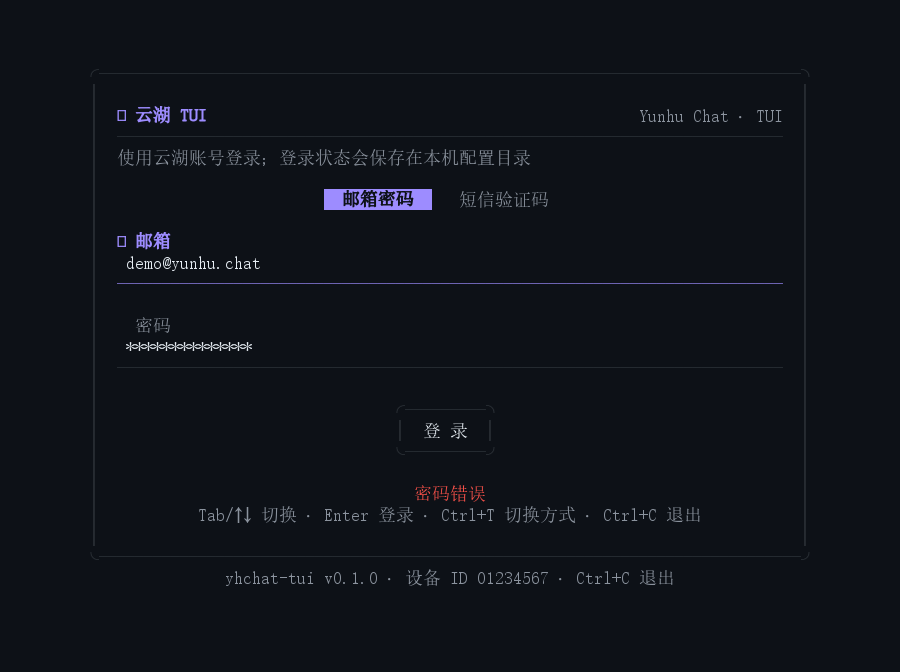 云湖 TUI
Yunhu Chat · TUI
使用云湖账号登录; 登录状态会保存在本机配置目录
邮箱密码 短信验证码
邮箱
demo@yunhu.chat
密码
**************
登 录
密码错误
Tab/↑↓ 切换 · Enter 登录 · Ctrl+T 切换方式 · Ctrl+C 退出
yhchat-tui v0.1.0 · 设备 ID 01234567 · Ctrl+C 退出